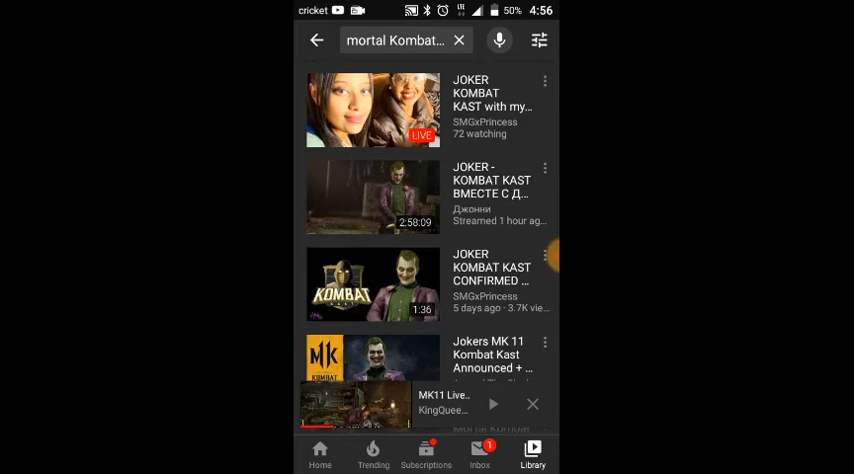 cricket
LTE
50% 4:56
mortal Kombat...
JOKER
KOMBAT
KAST with my...
SMGxPrincess
72 watching
LIVE
JOKER -
KOMBAT KAST
ВМЕСТЕ С Д...
Джонни
Streamed 1 hour ag...
2:58:09
JOKER
KOMBAT KAST
CONFIRMED ...
SMGxPrincess
5 days ago · 3.7K vie...
KOMBAT
KAST
1:36
Jokers MK 11
Kombat Kast
Announced + ...
MK
KOMBAT
MK11 Live..
KingQuee...
Home
Trending
Subscriptions
Inbox
1
Library